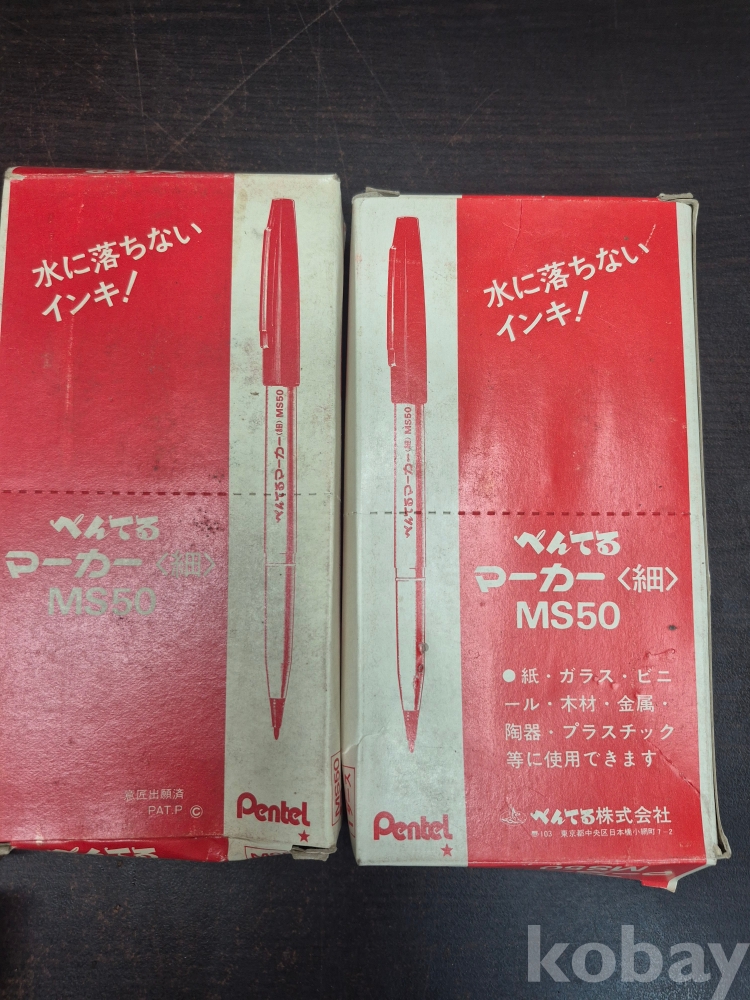 水に落ちない
インキ!
ぺんてるマーカー〈細〉MS50
ぺんてる
マーカー〈細〉
MS50
意匠出願済
PAT.P ©
Pentel
水に落ちない
インキ!
ぺんてるマーカー〈細〉MS50
ぺんてる
マーカー〈細〉
MS50
●紙・ガラス・ビニ
ール・木材・金属・
陶器・プラスチック
等に使用できます
Pentel
ぺんてる株式会社
〒103 東京都中央区日本橋小網町7-2
MS50
kobay